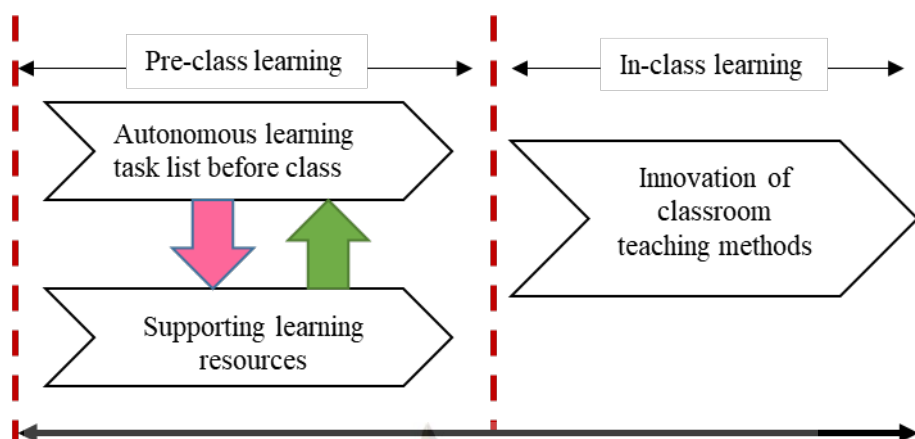 Pre-class learning
In-class learning
Autonomous learning
task list before class
Innovation of
classroom
teaching methods
Supporting learning
resources